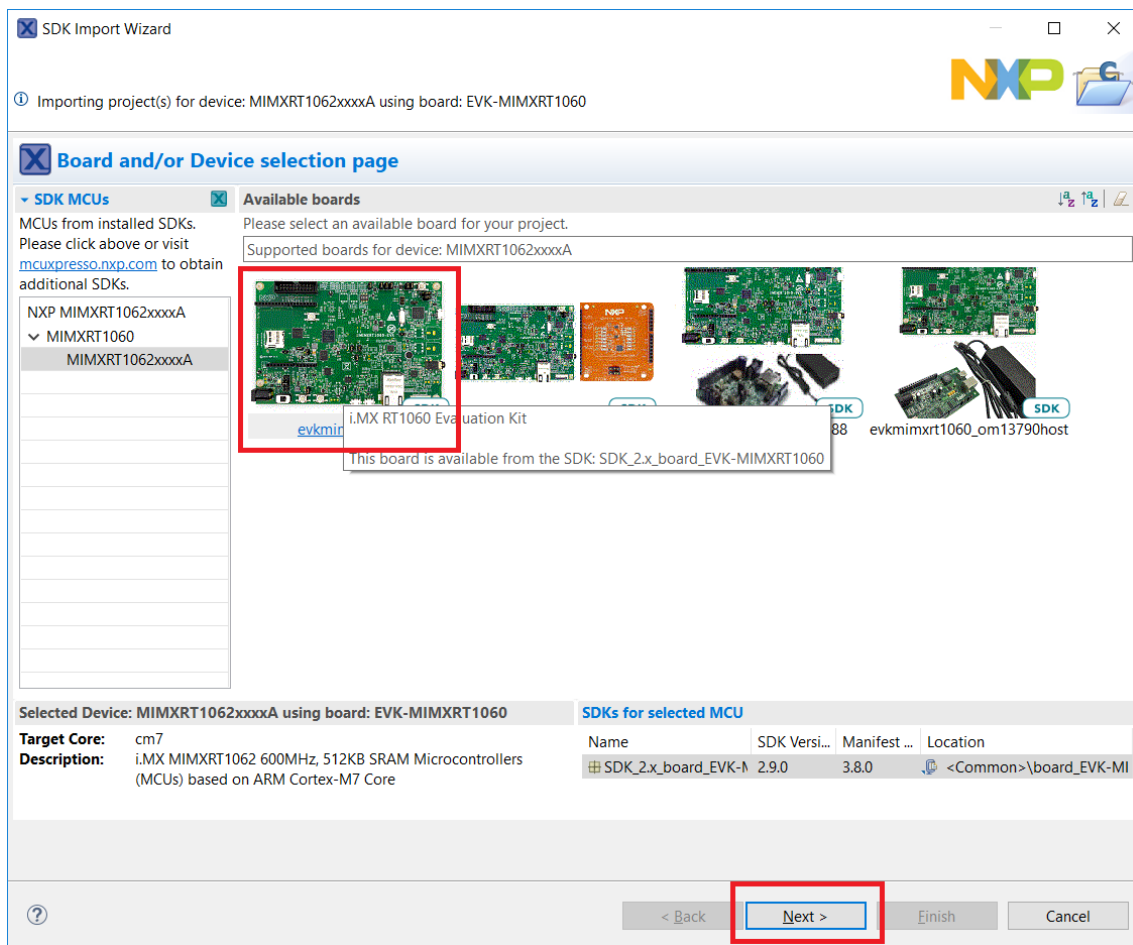 SDK Import Wizard
NXP
Importing project(s) for device: MIMXRT1062xxxxA using board: EVK-MIMXRT1060
Board and/or Device selection page
SDK MCUs
MCUs from installed SDKs.
Please click above or visit
mcuxpresso.nxp.com to obtain
additional SDKs.
NXP MIMXRT1062xxxxA
MIMXRT1060
MIMXRT1062xxxxA
Available boards
Please select an available board for your project.
Supported boards for device: MIMXRT1062xxxxA
NXP
SDK
SDK
evkmir
88
evkmimxrt1060_om13790host
i.MX RT1060 Evaluation Kit
This board is available from the SDK: SDK_2.x_board_EVK-MIMXRT1060
Selected Device: MIMXRT1062xxxxA using board: EVK-MIMXRT1060
Target Core: cm7
Description: i.MX MIMXRT1062 600MHz, 512KB SRAM Microcontrollers
(MCUs) based on ARM Cortex-M7 Core
SDKs for selected MCU
Name SDK Versi... Manifest ... Location
SDK_2.x_board_EVK-M 2.9.0 3.8.0 <Common>\board_EVK-MI
< Back Next > Finish Cancel